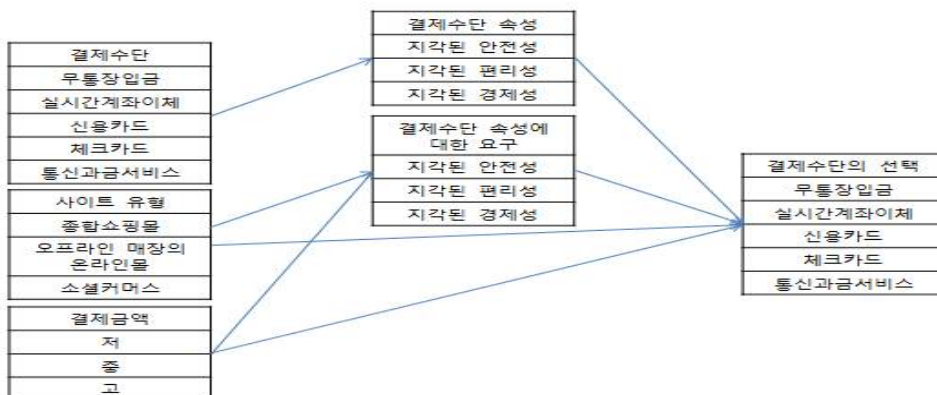 결제수단
무통장입금
실시간계좌이체
신용카드
체크카드
통신과금서비스
사이트 유형
종합쇼핑몰
오프라인 매장의
온라인몰
소셜커머스
결제금액
저
중
고
결제수단 속성
지각된 안전성
지각된 편리성
지각된 경제성
결제수단 속성에
대한 요구
지각된 안전성
지각된 편리성
지각된 경제성
결제수단의 선택
무통장입금
실시간계좌이체
신용카드
체크카드
통신과금서비스